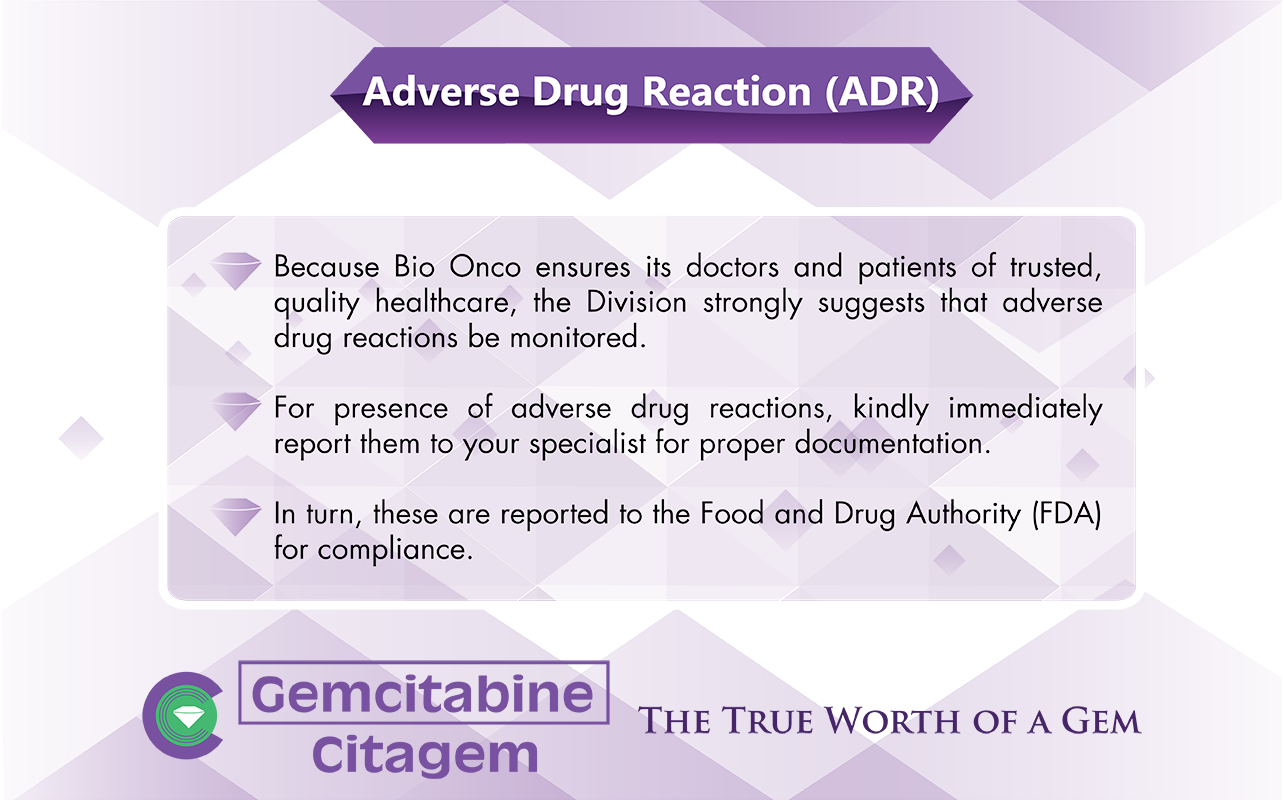 Adverse Drug Reaction (ADR)
Because Bio Onco ensures its doctors and patients of trusted,
quality healthcare, the Division strongly suggests that adverse
drug reactions be monitored.
For presence of adverse drug reactions, kindly immediately
report them to your specialist for proper documentation.
In turn, these are reported to the Food and Drug Authority (FDA)
for compliance.
Gemcitabine
Citagem
The True Worth of a Gem